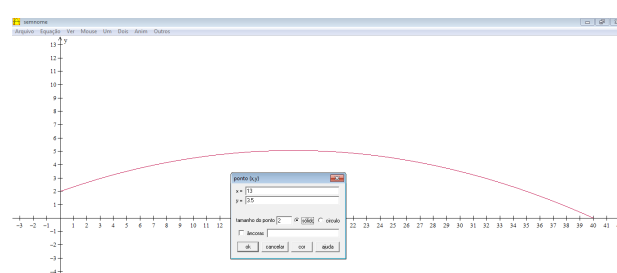 semnome
Arquivo Equação Ver Mouse Um Dois Anim Outros
y
13
12
11
10
9
8
7
6
5
4
3
2
1
-3 -2 -1 1 2 3 4 5 6 7 8 9 10 11 12 22 23 24 25 26 27 28 29 30 31 32 33 34 35 36 37 38 39 40 41
-1
-2
-3
-4
ponto (x,y)
x = 13
y = 3.5
tamanho do ponto 2 sólido círculo
âncoras
ok cancelar cor ajuda